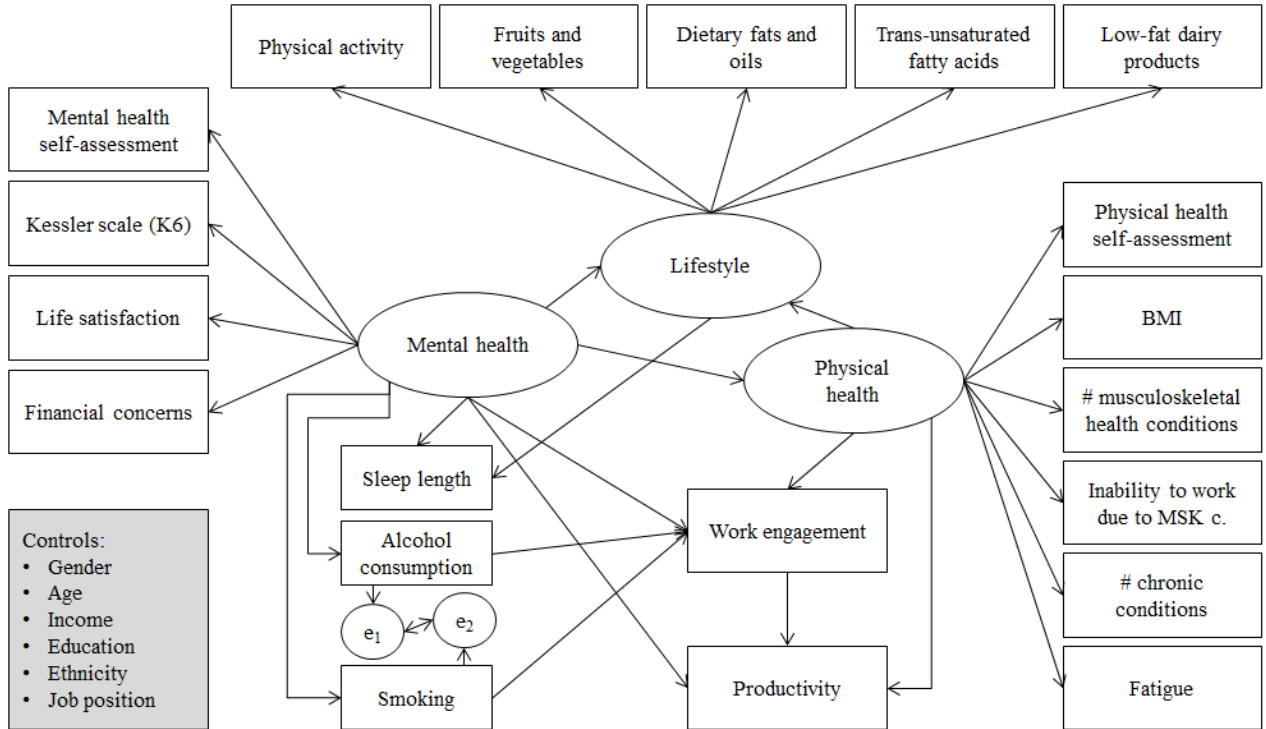 Physical activity
Fruits and
vegetables
Dietary fats and
oils
Trans-unsaturated
fatty acids
Low-fat dairy
products
Mental health
self-assessment
Kessler scale (K6)
Life satisfaction
Financial concerns
Lifestyle
Mental health
Physical
health
Physical health
self-assessment
BMI
# musculoskeletal
health conditions
Inability to work
due to MSK c.
# chronic
conditions
Fatigue
Sleep length
Alcohol
consumption
e1
e2
Smoking
Work engagement
Productivity
Controls:
• Gender
• Age
• Income
• Education
• Ethnicity
• Job position